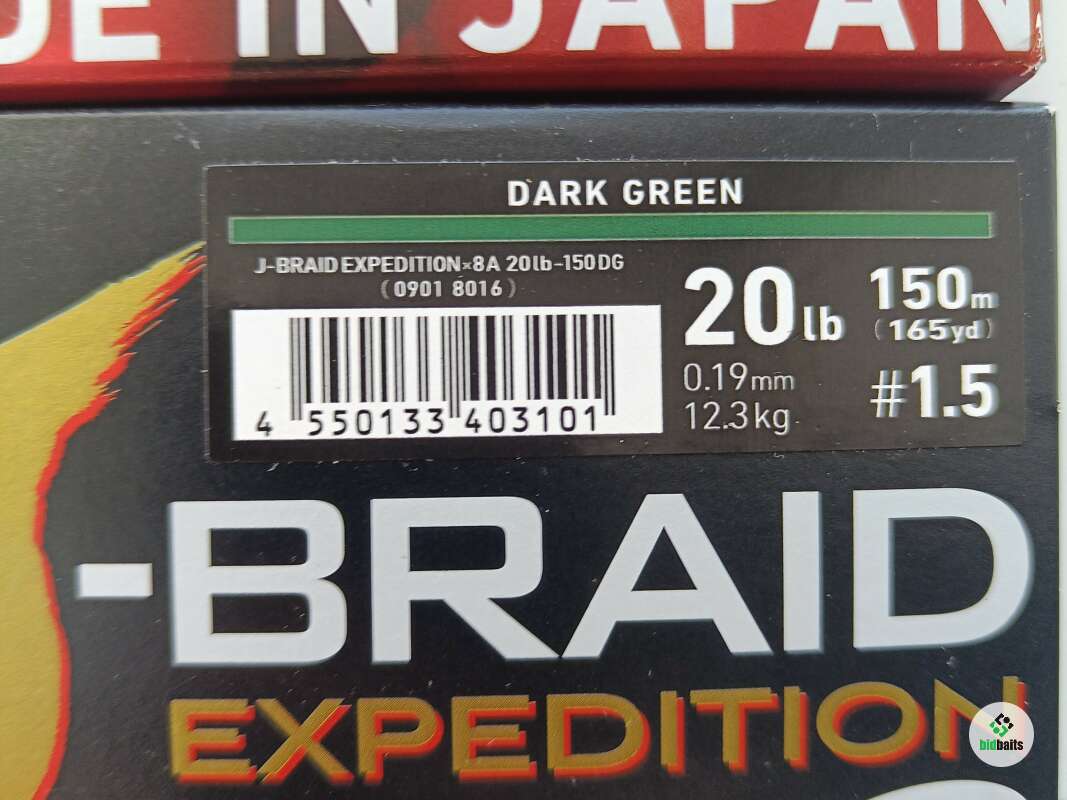 DE IN JAPAN
DARK GREEN
J-BRAID EXPEDITION×8A 20lb-150DG
(0901 8016)
20lb
150m
(165yd)
0.19mm
12.3kg
#1.5
4 550133 403101
-BRAID
EXPEDITION
bidbaits